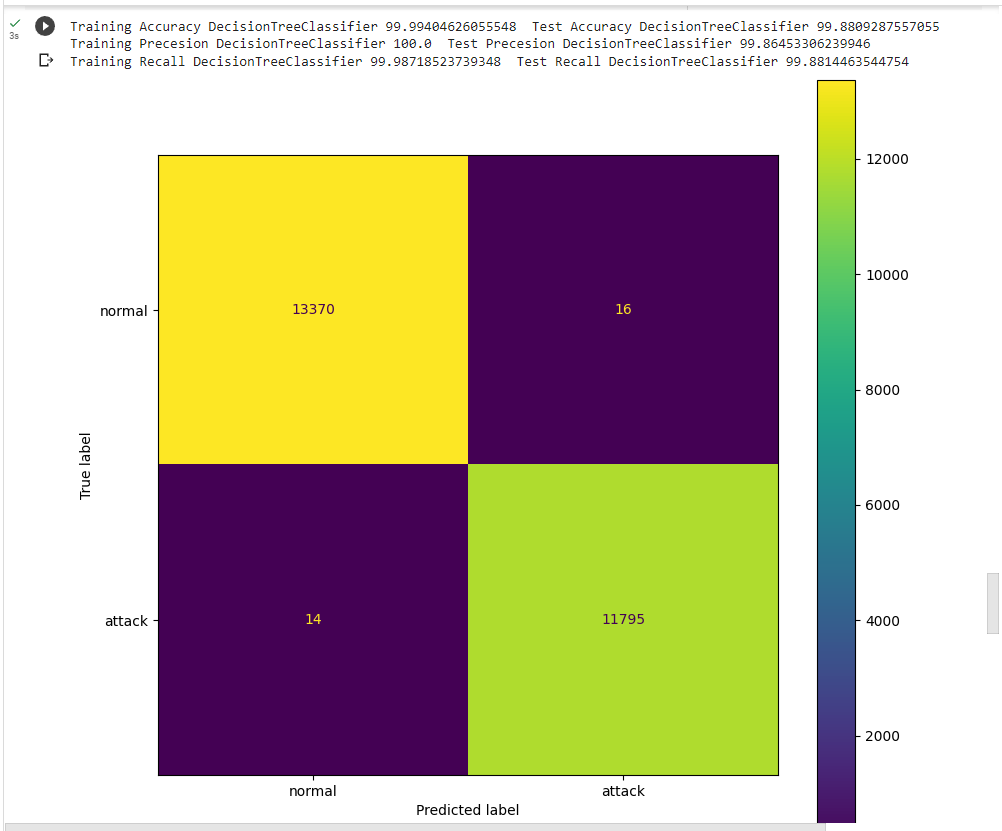 Training Accuracy DecisionTreeClassifier 99.99404626055548  Test Accuracy DecisionTreeClassifier 99.8809287557055
3s
Training Precesion DecisionTreeClassifier 100.0  Test Precesion DecisionTreeClassifier 99.86453306239946
Training Recall DecisionTreeClassifier 99.98718523739348  Test Recall DecisionTreeClassifier 99.8814463544754
12000
10000
8000
6000
4000
2000
True label
normal
13370
16
attack
14
11795
normal
attack
Predicted label